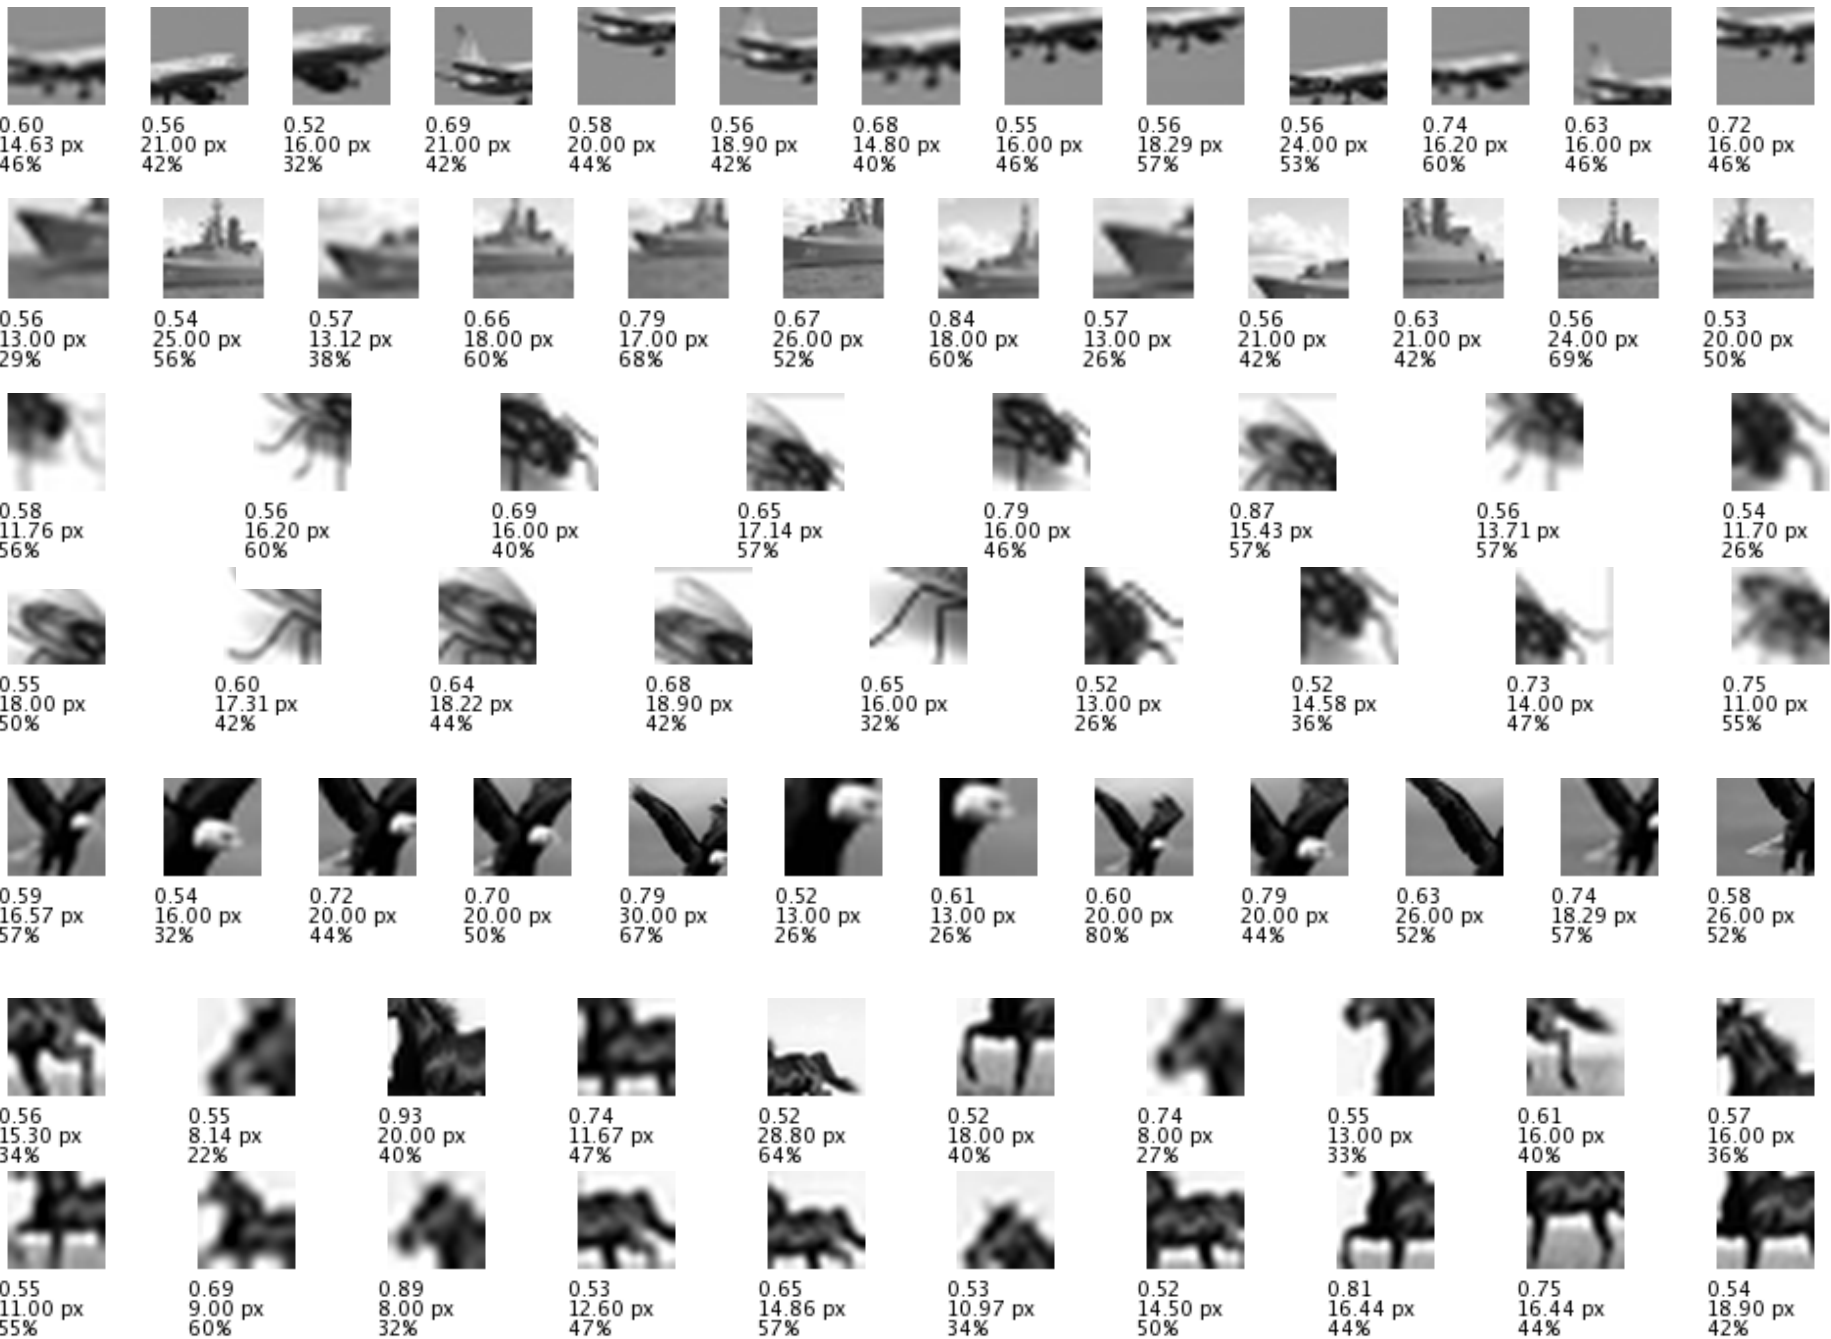 0.60 0.56 0.52 0.69 0.58 0.56 0.68 0.55 0.56 0.56 0.74 0.63 0.72
14.63 px 21.00 px 16.00 px 21.00 px 20.00 px 18.90 px 14.80 px 16.00 px 18.29 px 24.00 px 16.20 px 16.00 px 16.00 px
46% 42% 32% 42% 44% 42% 40% 46% 57% 53% 60% 46% 46%
0.56 0.54 0.57 0.66 0.79 0.67 0.84 0.57 0.56 0.63 0.56 0.53
13.00 px 25.00 px 13.12 px 18.00 px 17.00 px 26.00 px 18.00 px 13.00 px 21.00 px 21.00 px 24.00 px 20.00 px
29% 56% 38% 60% 68% 52% 60% 26% 42% 42% 69% 50%
0.58 0.56 0.69 0.65 0.79 0.87 0.56 0.54
11.76 px 16.20 px 16.00 px 17.14 px 16.00 px 15.43 px 13.71 px 11.70 px
56% 60% 40% 57% 46% 57% 57% 26%
0.55 0.60 0.64 0.68 0.65 0.52 0.52 0.73 0.75
18.00 px 17.31 px 18.22 px 18.90 px 16.00 px 13.00 px 14.58 px 14.00 px 11.00 px
50% 42% 44% 42% 32% 26% 36% 47% 55%
0.59 0.54 0.72 0.70 0.79 0.52 0.61 0.60 0.79 0.63 0.74 0.58
16.57 px 16.00 px 20.00 px 20.00 px 30.00 px 13.00 px 13.00 px 20.00 px 20.00 px 26.00 px 18.29 px 26.00 px
57% 32% 44% 50% 67% 26% 26% 80% 44% 52% 57% 52%
0.56 0.55 0.93 0.74 0.52 0.52 0.74 0.55 0.61 0.57
15.30 px 8.14 px 20.00 px 11.67 px 28.80 px 18.00 px 8.00 px 13.00 px 16.00 px 16.00 px
34% 22% 40% 47% 64% 40% 27% 33% 40% 36%
0.55 0.69 0.89 0.53 0.65 0.53 0.52 0.81 0.75 0.54
11.00 px 9.00 px 8.00 px 12.60 px 14.86 px 10.97 px 14.50 px 16.44 px 16.44 px 18.90 px
55% 60% 32% 47% 57% 34% 50% 44% 44% 42%